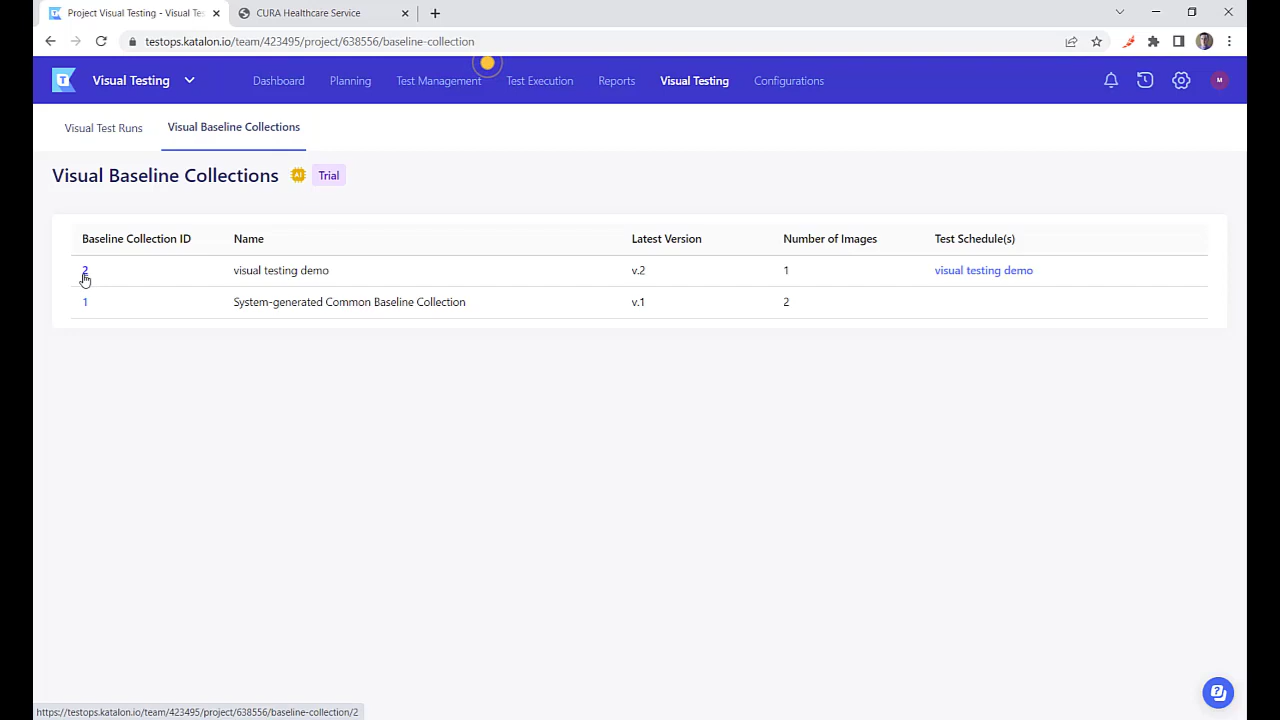 Project Visual Testing - Visual Te
CURA Healthcare Service
testops.katalon.io/team/423495/project/638556/baseline-collection
T
Visual Testing
Dashboard
Planning
Test Management
Test Execution
Reports
Visual Testing
Configurations
M
Visual Test Runs
Visual Baseline Collections
Visual Baseline Collections
AI
Trial
Baseline Collection ID Name Latest Version Number of Images Test Schedule(s)
2 visual testing demo v.2 1 visual testing demo
1 System-generated Common Baseline Collection v.1 2
https://testops.katalon.io/team/423495/project/638556/baseline-collection/2